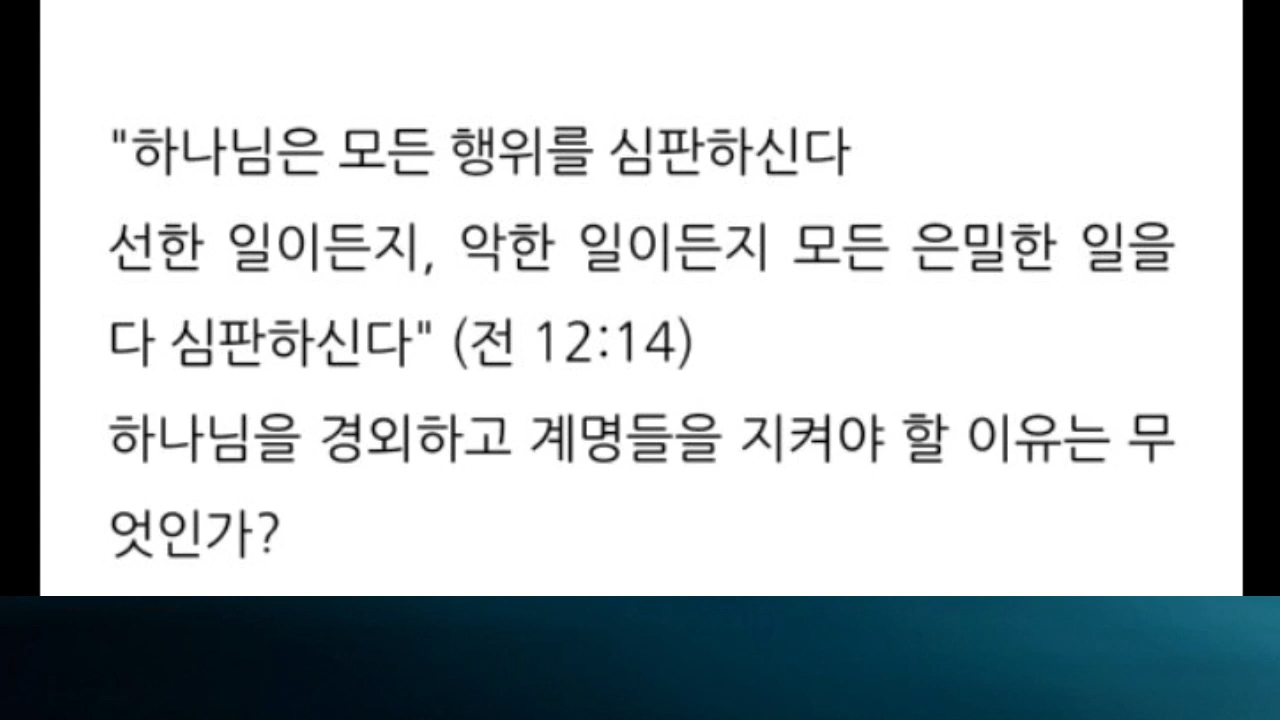 "하나님은 모든 행위를 심판하신다
선한 일이든지, 악한 일이든지 모든 은밀한 일을
다 심판하신다" (전 12:14)
하나님을 경외하고 계명들을 지켜야 할 이유는 무
엇인가?